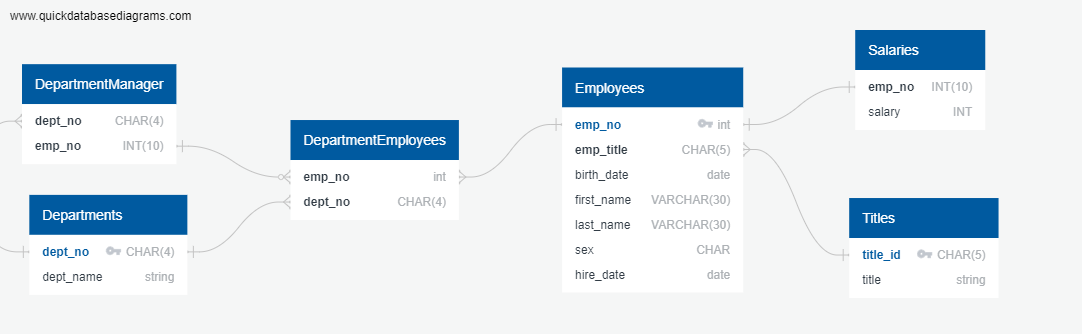 www.quickdatabasediagrams.com
DepartmentManager
dept_no CHAR(4)
emp_no INT(10)
Departments
dept_no CHAR(4)
dept_name string
DepartmentEmployees
emp_no int
dept_no CHAR(4)
Employees
emp_no int
emp_title CHAR(5)
birth_date date
first_name VARCHAR(30)
last_name VARCHAR(30)
sex CHAR
hire_date date
Salaries
emp_no INT(10)
salary INT
Titles
title_id CHAR(5)
title string